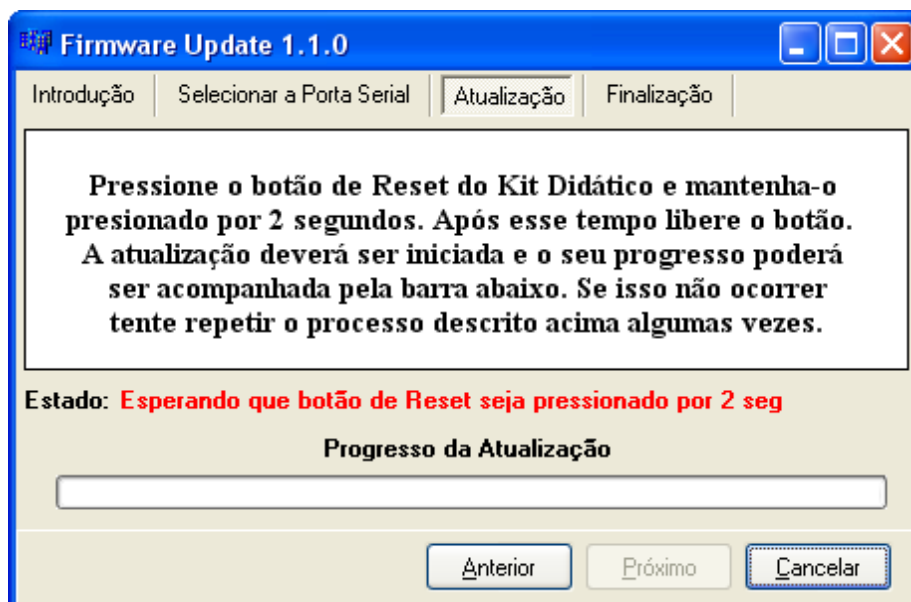 Firmware Update 1.1.0
Introdução Selecionar a Porta Serial Atualização Finalização
Pressione o botão de Reset do Kit Didático e mantenha-o
presionado por 2 segundos. Após esse tempo libere o botão.
A atualização deverá ser iniciada e o seu progresso poderá
ser acompanhada pela barra abaixo. Se isso não ocorrer
tente repetir o processo descrito acima algumas vezes.
Estado: Esperando que botão de Reset seja pressionado por 2 seg
Progresso da Atualização
Anterior Próximo Cancelar